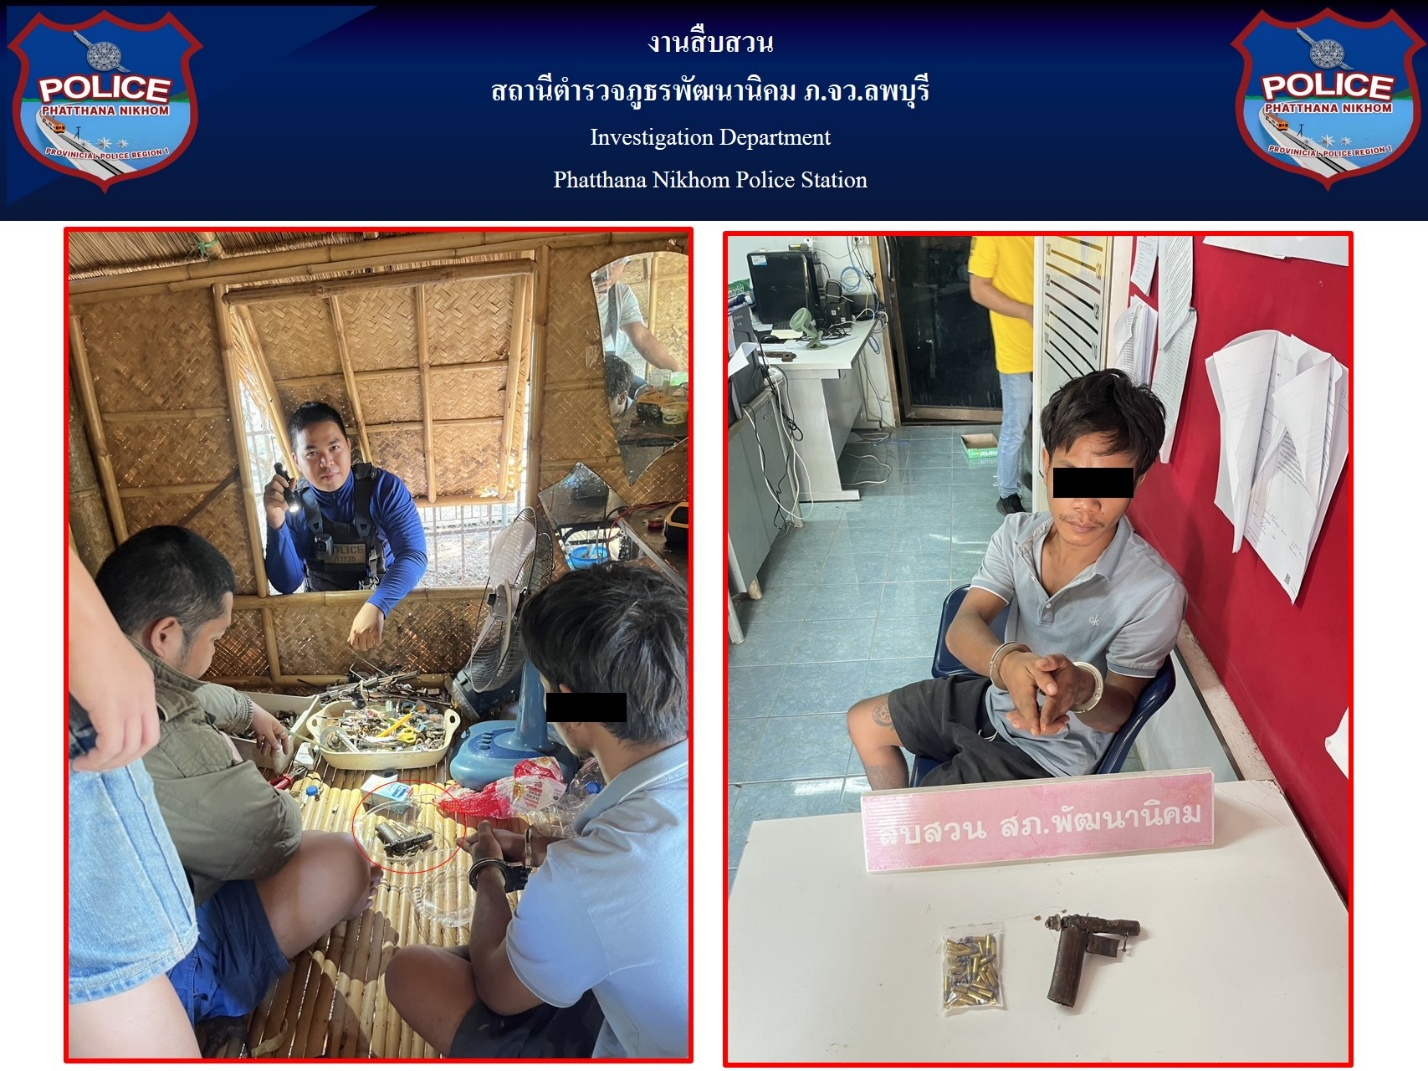 งานสืบสวน
สถานีตำรวจภูธรพัฒนานิคม ภ.จว.ลพบุรี
Investigation Department
Phatthana Nikhom Police Station
POLICE
PHATTHANA NIKHOM
PROVINICIAL POLICE REGION 1
POLICE
PHATTHANA NIKHOM
PROVINICIAL POLICE REGION 1
POLICE
สืบสวน สภ.พัฒนานิคม